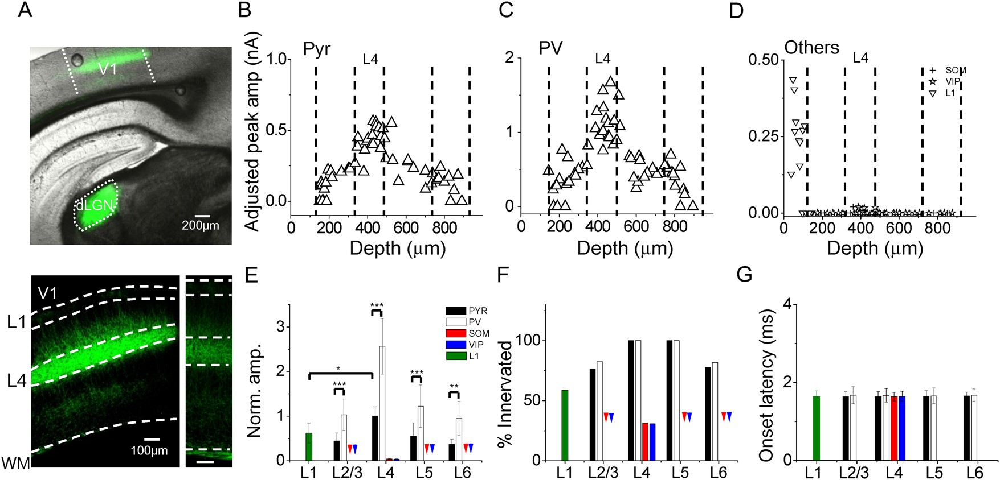 A
V1
dLGN
200µm
B
Adjusted peak amp (nA)
Pyr
L4
1.0
0.5
0.0
0 200 400 600 800
Depth (µm)
C
PV
L4
2
1
0
0 200 400 600 800
Depth (µm)
D
Others
L4
SOM
VIP
L1
0.50
0.25
0.00
0 200 400 600 800
Depth (µm)
V1
L1
L4
WM
100µm
E
Norm. amp.
3
2
1
0
***
*
***
***
**
PYR
PV
SOM
VIP
L1
L1 L2/3 L4 L5 L6
F
% Innervated
100
50
0
L1 L2/3 L4 L5 L6
G
Onset latency (ms)
4
2
0
L1 L2/3 L4 L5 L6